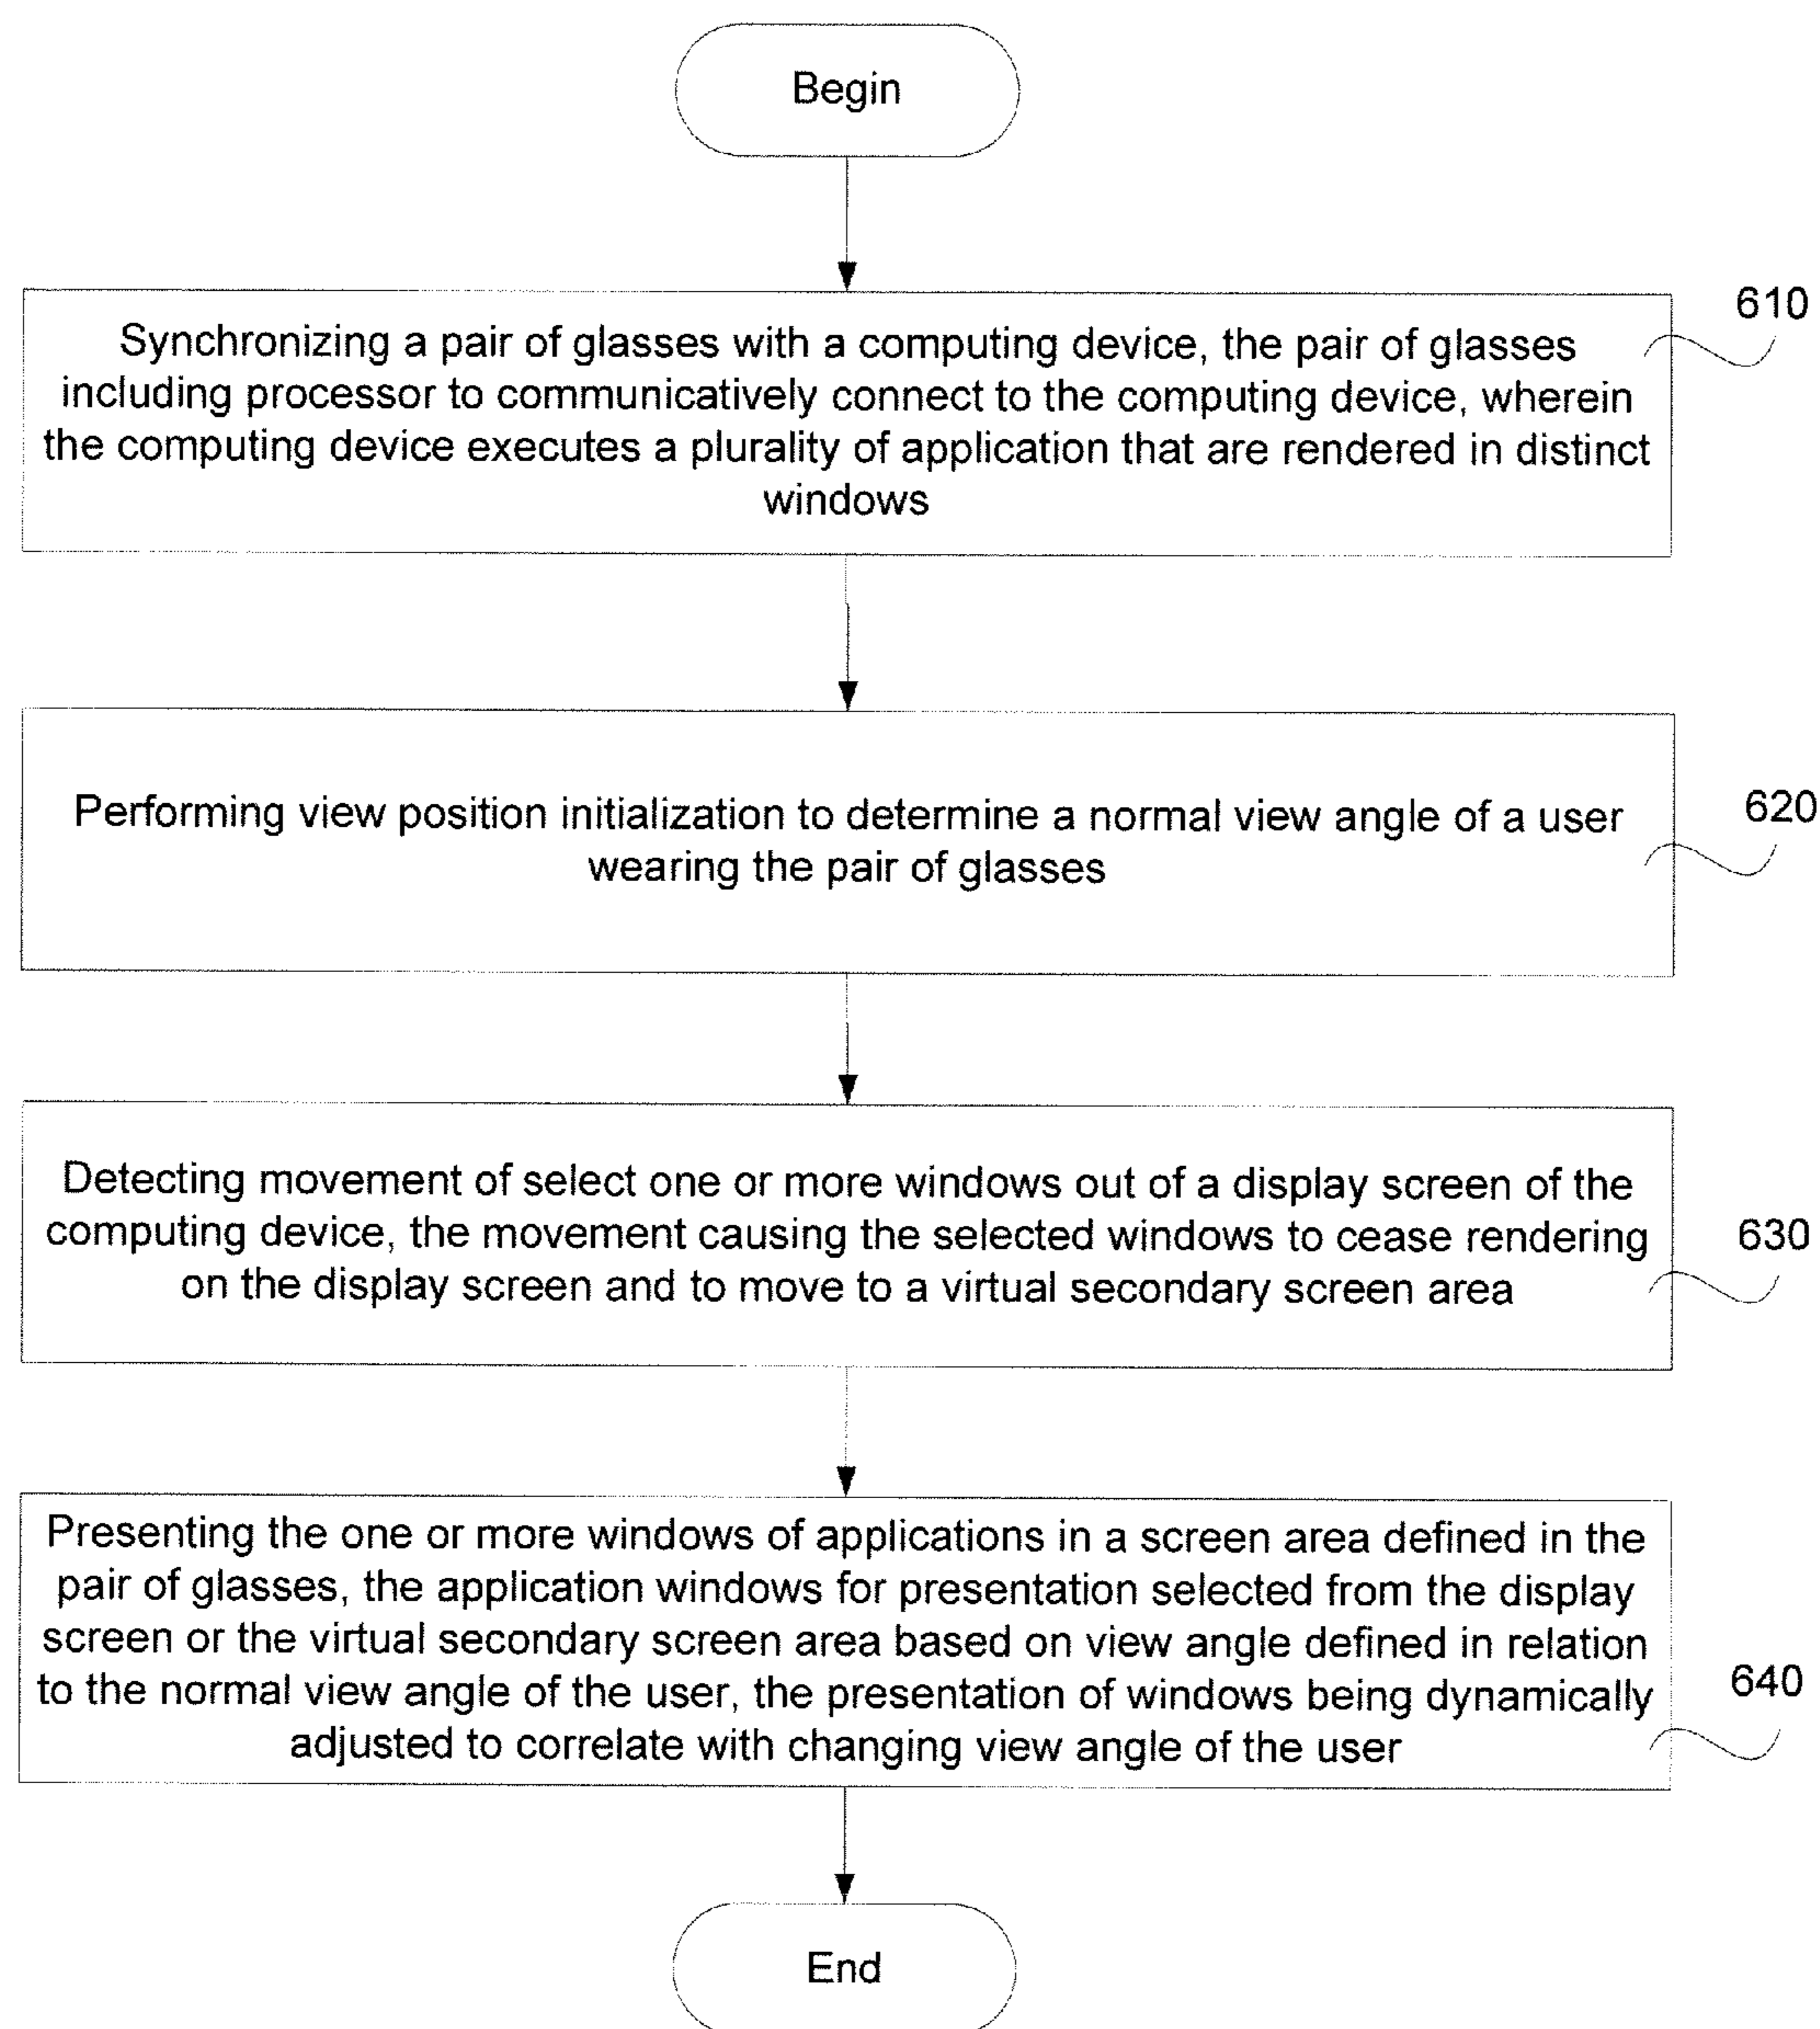 Begin
610
Synchronizing a pair of glasses with a computing device, the pair of glasses
including processor to communicatively connect to the computing device, wherein
the computing device executes a plurality of application that are rendered in distinct
windows
620
Performing view position initialization to determine a normal view angle of a user
wearing the pair of glasses
630
Detecting movement of select one or more windows out of a display screen of the
computing device, the movement causing the selected windows to cease rendering
on the display screen and to move to a virtual secondary screen area
640
Presenting the one or more windows of applications in a screen area defined in the
pair of glasses, the application windows for presentation selected from the display
screen or the virtual secondary screen area based on view angle defined in relation
to the normal view angle of the user, the presentation of windows being dynamically
adjusted to correlate with changing view angle of the user
End